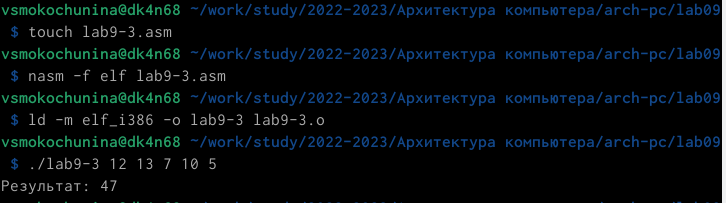 vsmokochunina@dk4n68 ~/work/study/2022-2023/Архитектура компьютера/arch-pc/lab09
$ touch lab9-3.asm
vsmokochunina@dk4n68 ~/work/study/2022-2023/Архитектура компьютера/arch-pc/lab09
$ nasm -f elf lab9-3.asm
vsmokochunina@dk4n68 ~/work/study/2022-2023/Архитектура компьютера/arch-pc/lab09
$ ld -m elf_i386 -o lab9-3 lab9-3.o
vsmokochunina@dk4n68 ~/work/study/2022-2023/Архитектура компьютера/arch-pc/lab09
$ ./lab9-3 12 13 7 10 5
Результат: 47